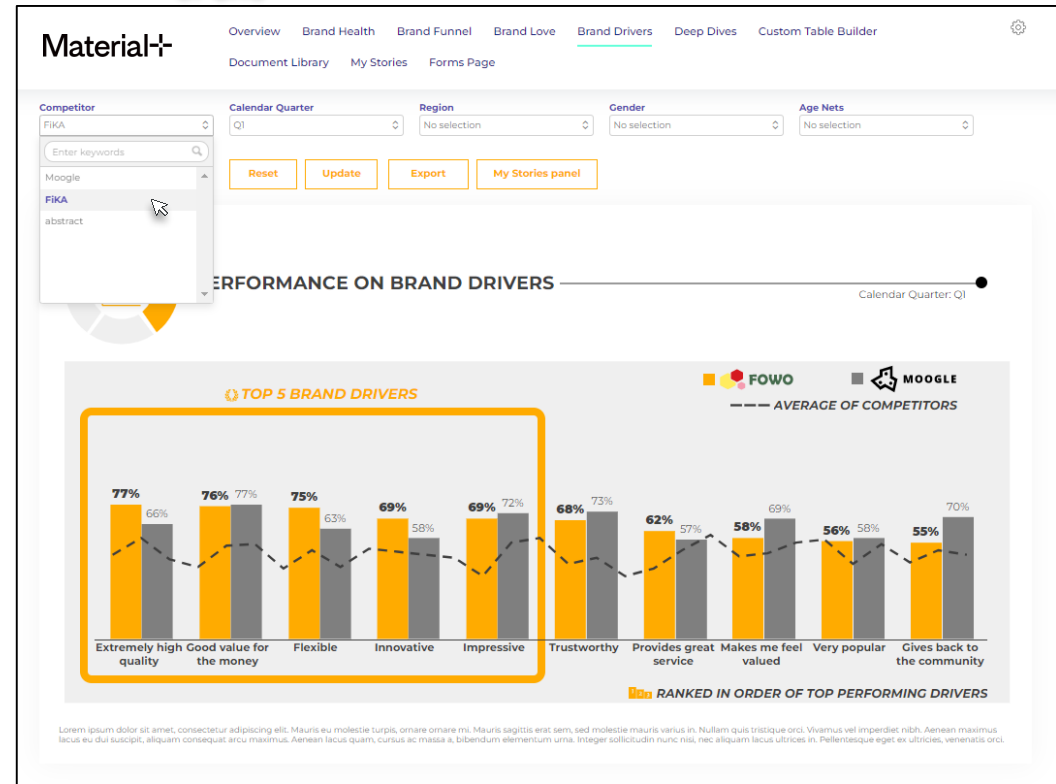 Material+
Overview Brand Health Brand Funnel Brand Love Brand Drivers Deep Dives Custom Table Builder
Document Library My Stories Forms Page
Competitor Calendar Quarter Region Gender Age Nets
FiKA Q1 No selection No selection No selection
Enter keywords
Reset Update Export My Stories panel
Moogle
FiKA
abstract
ERFORMANCE ON BRAND DRIVERS
Calendar Quarter: Q1
FOWO MOOGLE
TOP 5 BRAND DRIVERS
AVERAGE OF COMPETITORS
77% 66% 76% 77% 75% 63% 69% 58% 69% 72% 68% 73% 62% 57% 58% 69% 56% 58% 55% 70%
Extremely high Good value for Flexible Innovative Impressive Trustworthy Provides great Makes me feel Very popular Gives back to
quality the money service valued the community
RANKED IN ORDER OF TOP PERFORMING DRIVERS
Lorem ipsum dolor sit amet, consectetur adipiscing elit. Mauris eu molestie turpis, ornare ornare mi. Mauris sagittis erat sem, sed molestie mauris varius in. Nullam quis tristique orci. Vivamus vel imperdiet nibh. Aenean maximus
lacus eu dui suscipit, aliquam consequat arcu maximus. Aenean lacus quam, cursus ac massa a, bibendum elementum urna. Integer sollicitudin nunc nisi, nec aliquam lacus ultrices in. Pellentesque eget ex ultricies, venenatis orci.